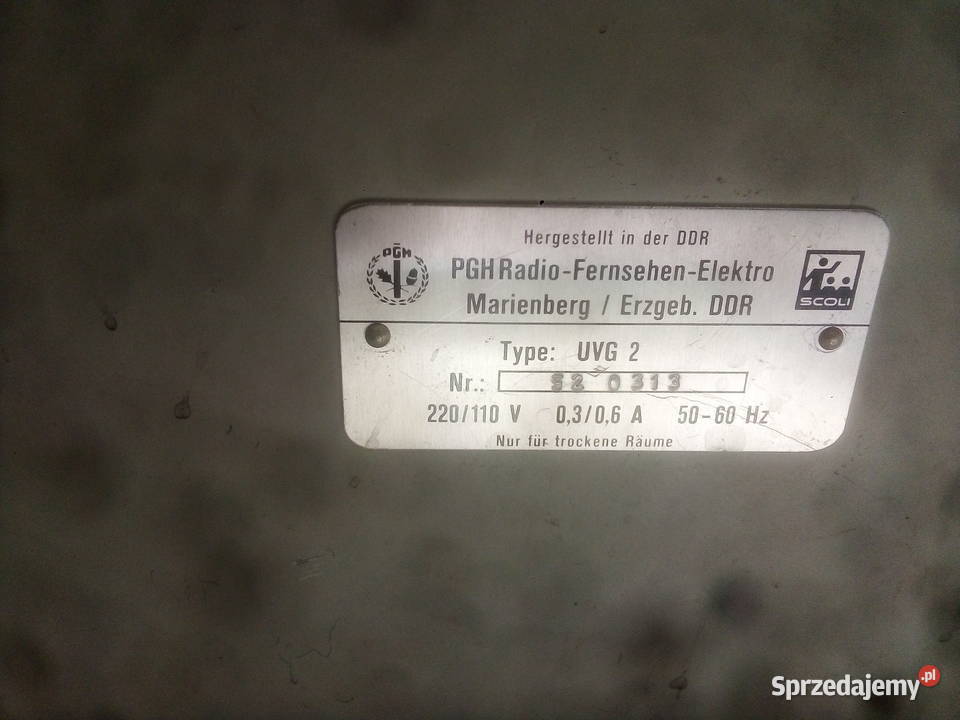 Hergestellt in der DDR
PGH
PGH Radio-Fernsehen-Elektro
Marienberg / Erzgeb. DDR
SCOLI
Type: UVG 2
Nr.: S2 0313
220/110 V 0,3/0,6 A 50-60 Hz
Nur für trockene Räume
Sprzedajemy.pl